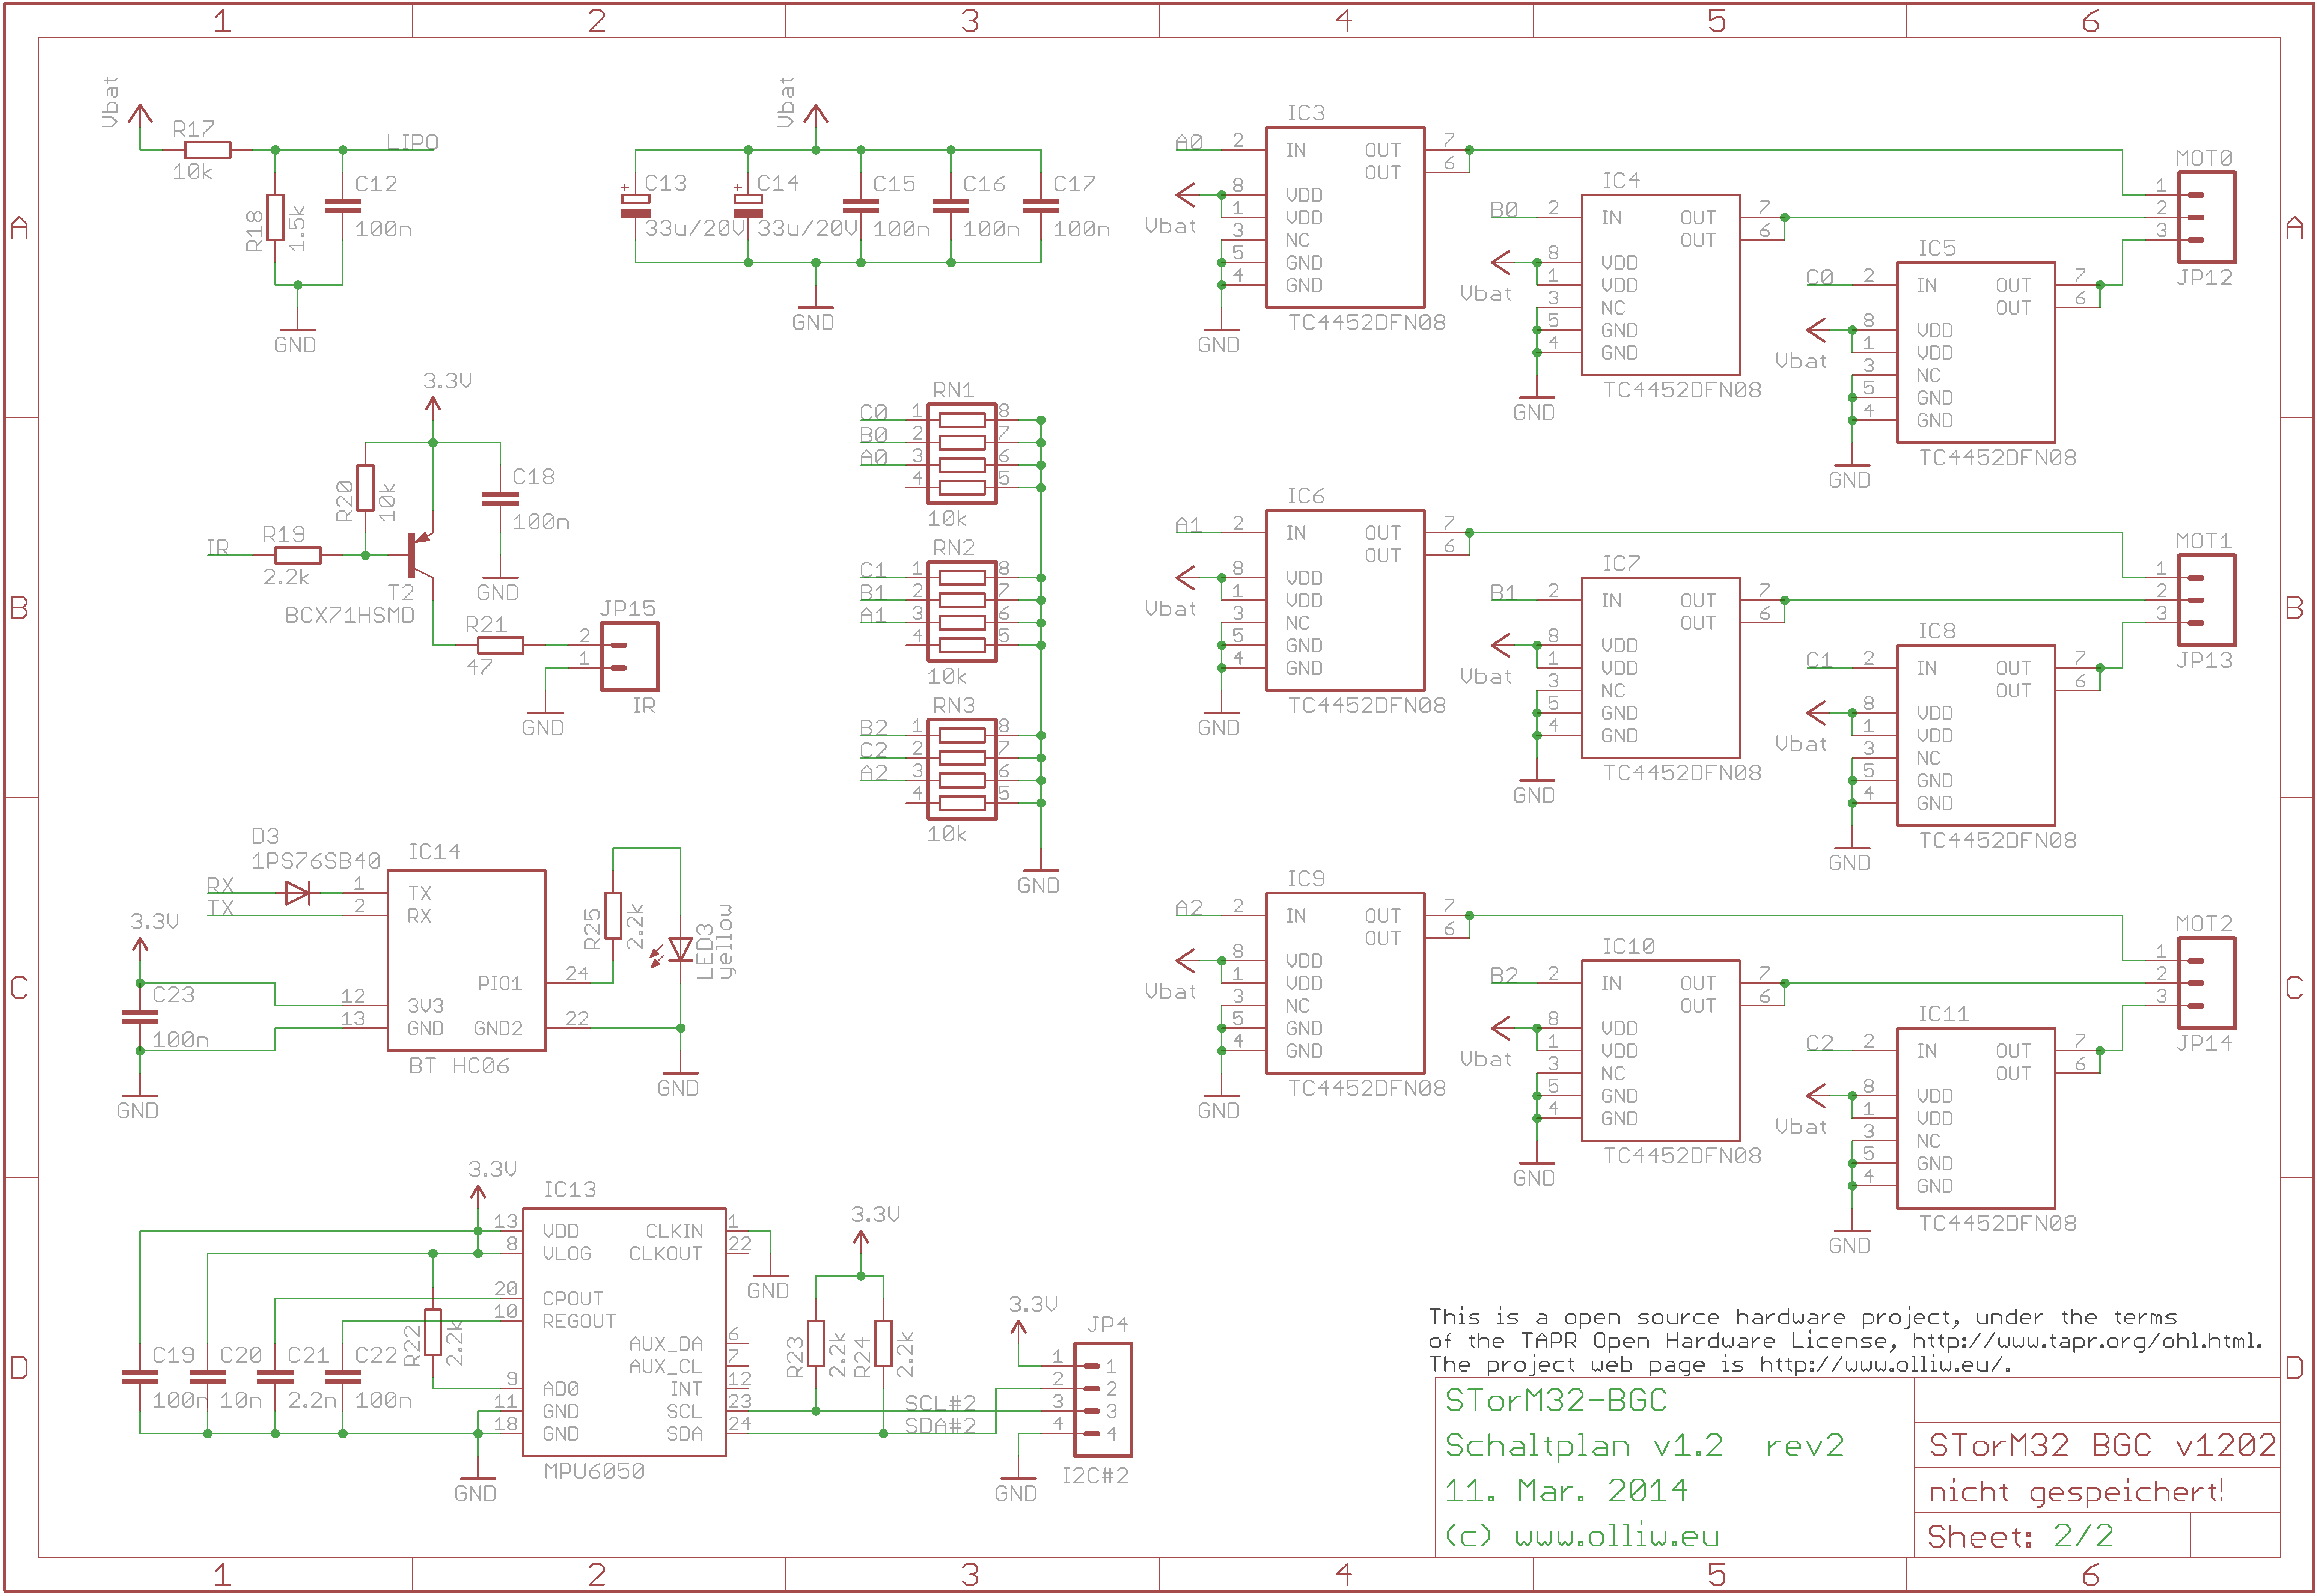 1 2 3 4 5 6
A
A
B
B
C
C
D
D
Vbat
R17
10k
LIPO
R18
1.5k
C12
100n
GND
Vbat
C13
33u/20V
C14
33u/20V
C15
100n
C16
100n
C17
100n
GND
3.3V
R20
10k
C18
100n
GND
IR
R19
2.2k
T2
BCX71HSMD
R21
47
JP15
2
1
IR
GND
RN1
C0 1 8
B0 2 7
A0 3 6
4 5
10k
RN2
C1 1 8
B1 2 7
A1 3 6
4 5
10k
RN3
B2 1 8
C2 2 7
A2 3 6
4 5
10k
GND
D3
1PS76SB40
IC14
RX 1 TX
TX 2 RX
3.3V
C23
100n
GND
12 3V3
13 GND
PIO1 24
GND2 22
BT HC06
R25
2.2k
LED3
yellow
GND
3.3V
IC13
13 VDD CLKIN 1
8 VLOG CLKOUT 22
20 CPOUT
10 REGOUT
AUX_DA 6
AUX_CL 7
9 AD0 INT 12
11 GND SCL 23
18 GND SDA 24
MPU6050
GND
GND
C19
100n
C20
10n
C21
2.2n
C22
100n
R22
2.2k
3.3V
R23
2.2k
R24
2.2k
SCL#2
SDA#2
3.3V
JP4
1 1
2 2
3 3
4 4
I2C#2
GND
IC3
A0 2 IN OUT 7
OUT 6
8 VDD
1 VDD
3 NC
5 GND
4 GND
Vbat
GND
TC4452DFN08
IC4
B0 2 IN OUT 7
OUT 6
8 VDD
1 VDD
3 NC
5 GND
4 GND
Vbat
GND
TC4452DFN08
IC5
C0 2 IN OUT 7
OUT 6
8 VDD
1 VDD
3 NC
5 GND
4 GND
Vbat
GND
TC4452DFN08
MOT0
1
2
3
JP12
IC6
A1 2 IN OUT 7
OUT 6
8 VDD
1 VDD
3 NC
5 GND
4 GND
Vbat
GND
TC4452DFN08
IC7
B1 2 IN OUT 7
OUT 6
8 VDD
1 VDD
3 NC
5 GND
4 GND
Vbat
GND
TC4452DFN08
IC8
C1 2 IN OUT 7
OUT 6
8 VDD
1 VDD
3 NC
5 GND
4 GND
Vbat
GND
TC4452DFN08
MOT1
1
2
3
JP13
IC9
A2 2 IN OUT 7
OUT 6
8 VDD
1 VDD
3 NC
5 GND
4 GND
Vbat
GND
TC4452DFN08
IC10
B2 2 IN OUT 7
OUT 6
8 VDD
1 VDD
3 NC
5 GND
4 GND
Vbat
GND
TC4452DFN08
IC11
C2 2 IN OUT 7
OUT 6
8 VDD
1 VDD
3 NC
5 GND
4 GND
Vbat
GND
TC4452DFN08
MOT2
1
2
3
JP14
This is a open source hardware project, under the terms
of the TAPR Open Hardware License, http://www.tapr.org/ohl.html.
The project web page is http://www.olliw.eu/.
STorM32-BGC
Schaltplan v1.2 rev2
11. Mar. 2014
(c) www.olliw.eu
STorM32 BGC v1202
nicht gespeichert!
Sheet: 2/2
1 2 3 4 5 6